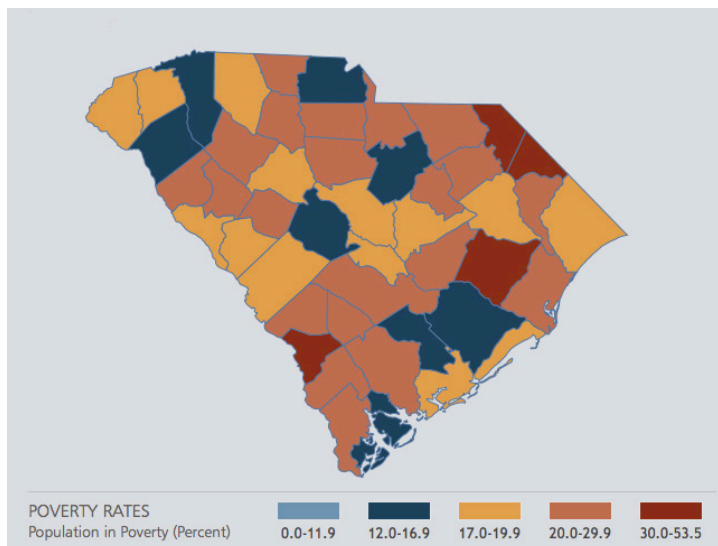 POVERTY RATES
Population in Poverty (Percent)
0.0-11.9
12.0-16.9
17.0-19.9
20.0-29.9
30.0-53.5